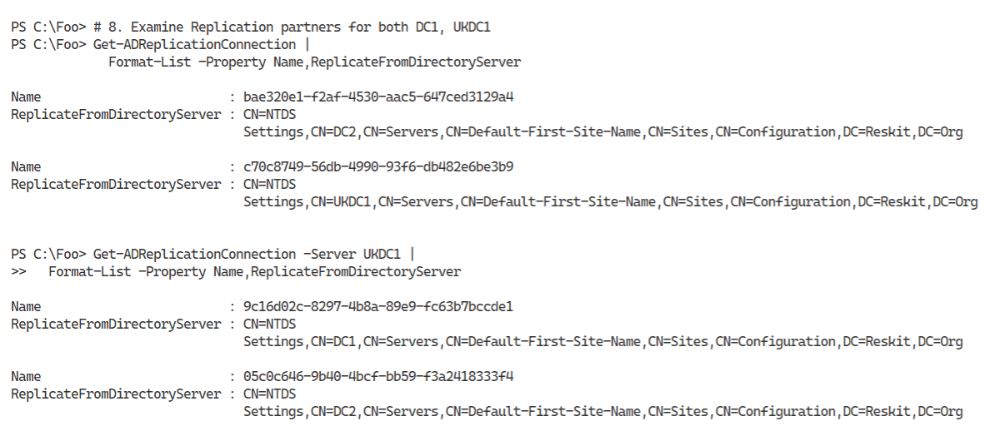 PS C:\Foo> # 8. Examine Replication partners for both DC1, UKDC1
PS C:\Foo> Get-ADReplicationConnection |
             Format-List -Property Name,ReplicateFromDirectoryServer

Name                         : bae320e1-f2af-4530-aac5-647ced3129a4
ReplicateFromDirectoryServer : CN=NTDS
                               Settings,CN=DC2,CN=Servers,CN=Default-First-Site-Name,CN=Sites,CN=Configuration,DC=Reskit,DC=Org

Name                         : c70c8749-56db-4990-93f6-db482e6be3b9
ReplicateFromDirectoryServer : CN=NTDS
                               Settings,CN=UKDC1,CN=Servers,CN=Default-First-Site-Name,CN=Sites,CN=Configuration,DC=Reskit,DC=Org

PS C:\Foo> Get-ADReplicationConnection -Server UKDC1 |
>>   Format-List -Property Name,ReplicateFromDirectoryServer

Name                         : 9c16d02c-8297-4b8a-89e9-fc63b7bccde1
ReplicateFromDirectoryServer : CN=NTDS
                               Settings,CN=DC1,CN=Servers,CN=Default-First-Site-Name,CN=Sites,CN=Configuration,DC=Reskit,DC=Org

Name                         : 05c0c646-9b40-4bcf-bb59-f3a2418333f4
ReplicateFromDirectoryServer : CN=NTDS
                               Settings,CN=DC2,CN=Servers,CN=Default-First-Site-Name,CN=Sites,CN=Configuration,DC=Reskit,DC=Org